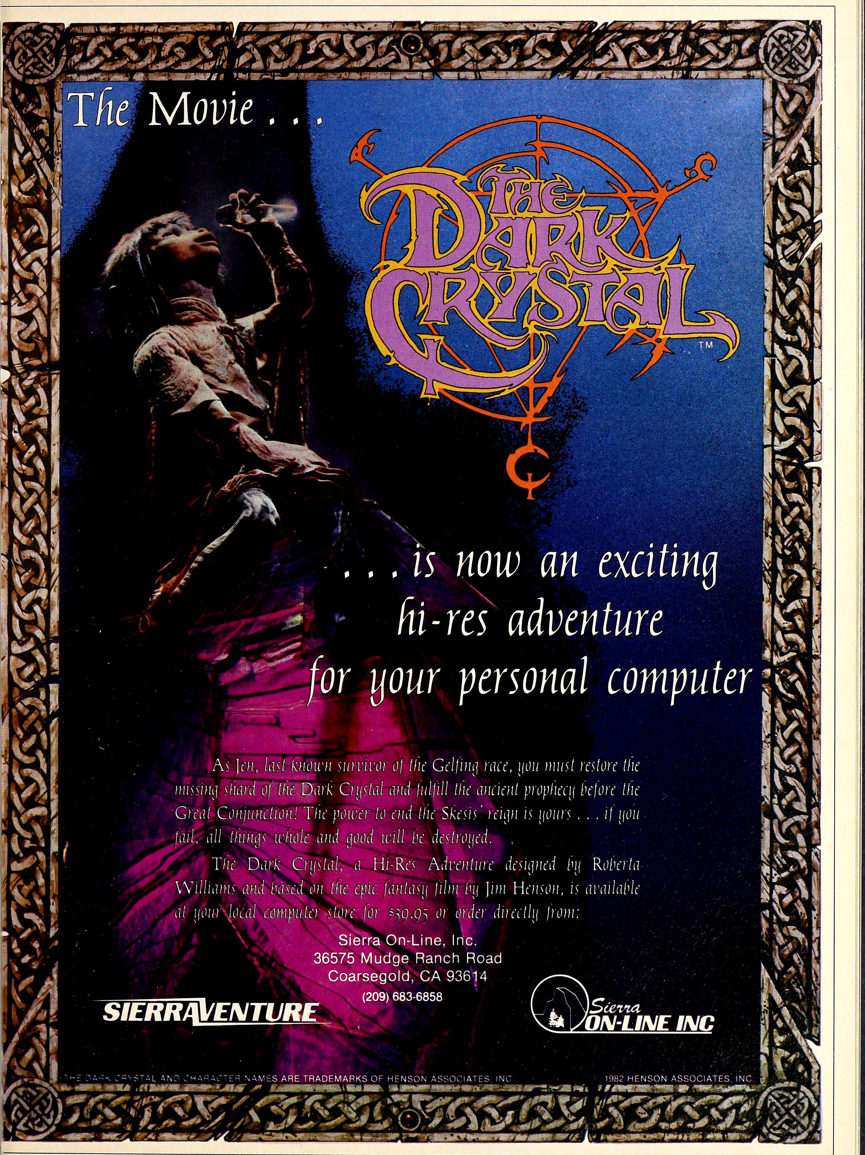 The Movie . . .
THE
DARK
CRYSTAL
TM
. . . is now an exciting
hi-res adventure
for your personal computer
As Jen, last known survivor of the Gelfing race, you must restore the
missing shard of the Dark Crystal and fulfill the ancient prophecy before the
Great Conjunction! The power to end the Skesis' reign is yours . . . if you
fail, all things whole and good will be destroyed.
The Dark Crystal, a Hi-Res Adventure designed by Roberta
Williams and based on the epic fantasy film by Jim Henson, is available
at your local computer store for $39.95 or order directly from:
Sierra On-Line, Inc.
36575 Mudge Ranch Road
Coarsegold, CA 93614
(209) 683-6858
SIERRAVENTURE
Sierra
ON-LINE INC
THE DARK CRYSTAL AND CHARACTER NAMES ARE TRADEMARKS OF HENSON ASSOCIATES, INC.
1982 HENSON ASSOCIATES, INC.